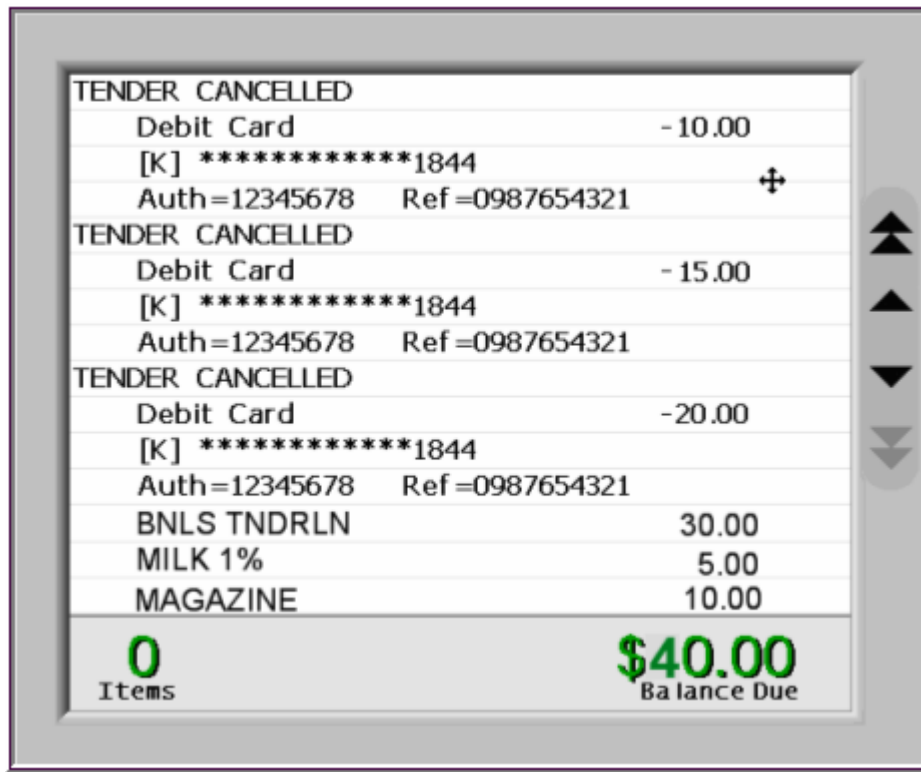 TENDER CANCELLED
Debit Card -10.00
[K] ************1844
Auth=12345678 Ref=0987654321
TENDER CANCELLED
Debit Card -15.00
[K] ************1844
Auth=12345678 Ref=0987654321
TENDER CANCELLED
Debit Card -20.00
[K] ************1844
Auth=12345678 Ref=0987654321
BNLS TNDRLN 30.00
MILK 1% 5.00
MAGAZINE 10.00
0 $40.00
Items Balance Due